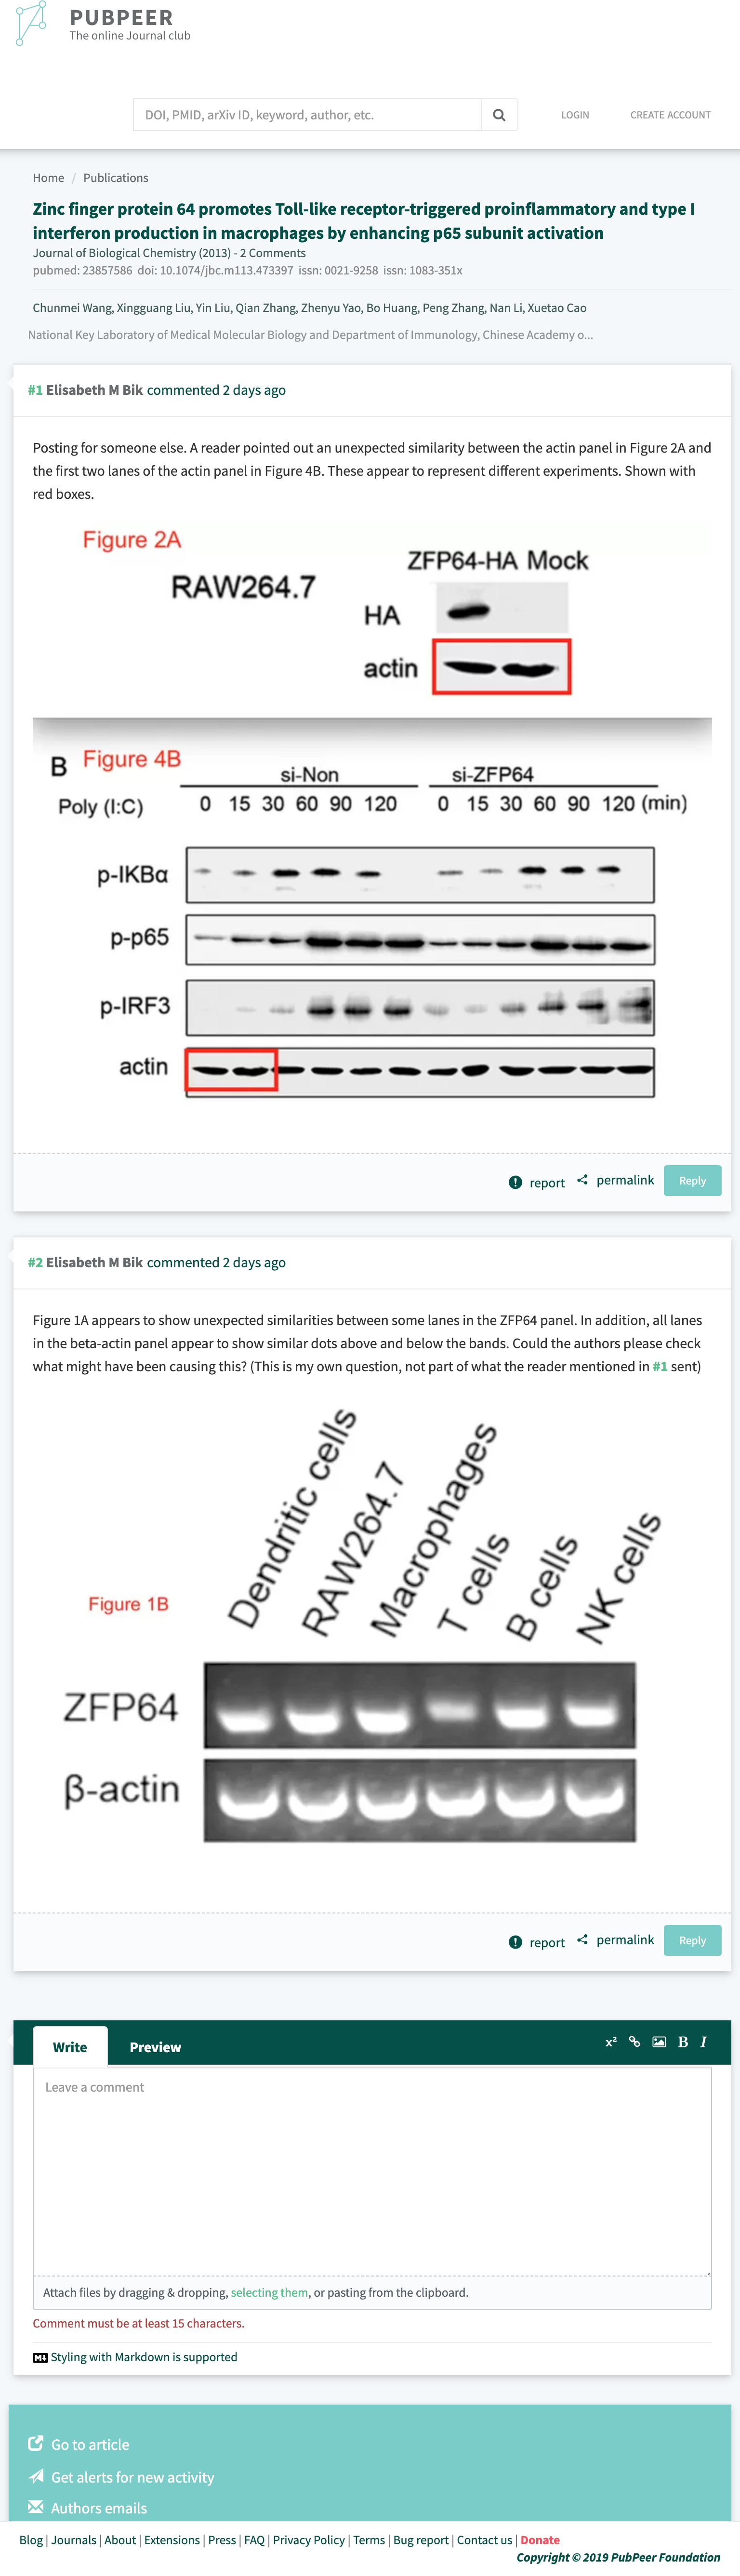 PUBPEER
The online Journal club
DOI, PMID, arXiv ID, keyword, author, etc.
LOGIN
CREATE ACCOUNT
Home / Publications
Zinc finger protein 64 promotes Toll-like receptor-triggered proinflammatory and type I
interferon production in macrophages by enhancing p65 subunit activation
Journal of Biological Chemistry (2013) - 2 Comments
pubmed: 23857586 doi: 10.1074/jbc.m113.473397 issn: 0021-9258 issn: 1083-351x
Chunmei Wang, Xingguang Liu, Yin Liu, Qian Zhang, Zhenyu Yao, Bo Huang, Peng Zhang, Nan Li, Xuetao Cao
National Key Laboratory of Medical Molecular Biology and Department of Immunology, Chinese Academy o...
#1 Elisabeth M Bik commented 2 days ago
Posting for someone else. A reader pointed out an unexpected similarity between the actin panel in Figure 2A and
the first two lanes of the actin panel in Figure 4B. These appear to represent different experiments. Shown with
red boxes.
Figure 2A
ZFP64-HA Mock
RAW264.7
HA
actin
B Figure 4B
si-Non si-ZFP64
Poly (I:C) 0 15 30 60 90 120 0 15 30 60 90 120 (min)
p-IKBα
p-p65
p-IRF3
actin
report permalink Reply
#2 Elisabeth M Bik commented 2 days ago
Figure 1A appears to show unexpected similarities between some lanes in the ZFP64 panel. In addition, all lanes
in the beta-actin panel appear to show similar dots above and below the bands. Could the authors please check
what might have been causing this? (This is my own question, not part of what the reader mentioned in #1 sent)
Dendritic cells
RAW264.7
Macrophages
T cells
B cells
NK cells
Figure 1B
ZFP64
β-actin
report permalink Reply
Write Preview x² B I
Leave a comment
Attach files by dragging & dropping, selecting them, or pasting from the clipboard.
Comment must be at least 15 characters.
Styling with Markdown is supported
Go to article
Get alerts for new activity
Authors emails
Blog | Journals | About | Extensions | Press | FAQ | Privacy Policy | Terms | Bug report | Contact us | Donate
Copyright © 2019 PubPeer Foundation